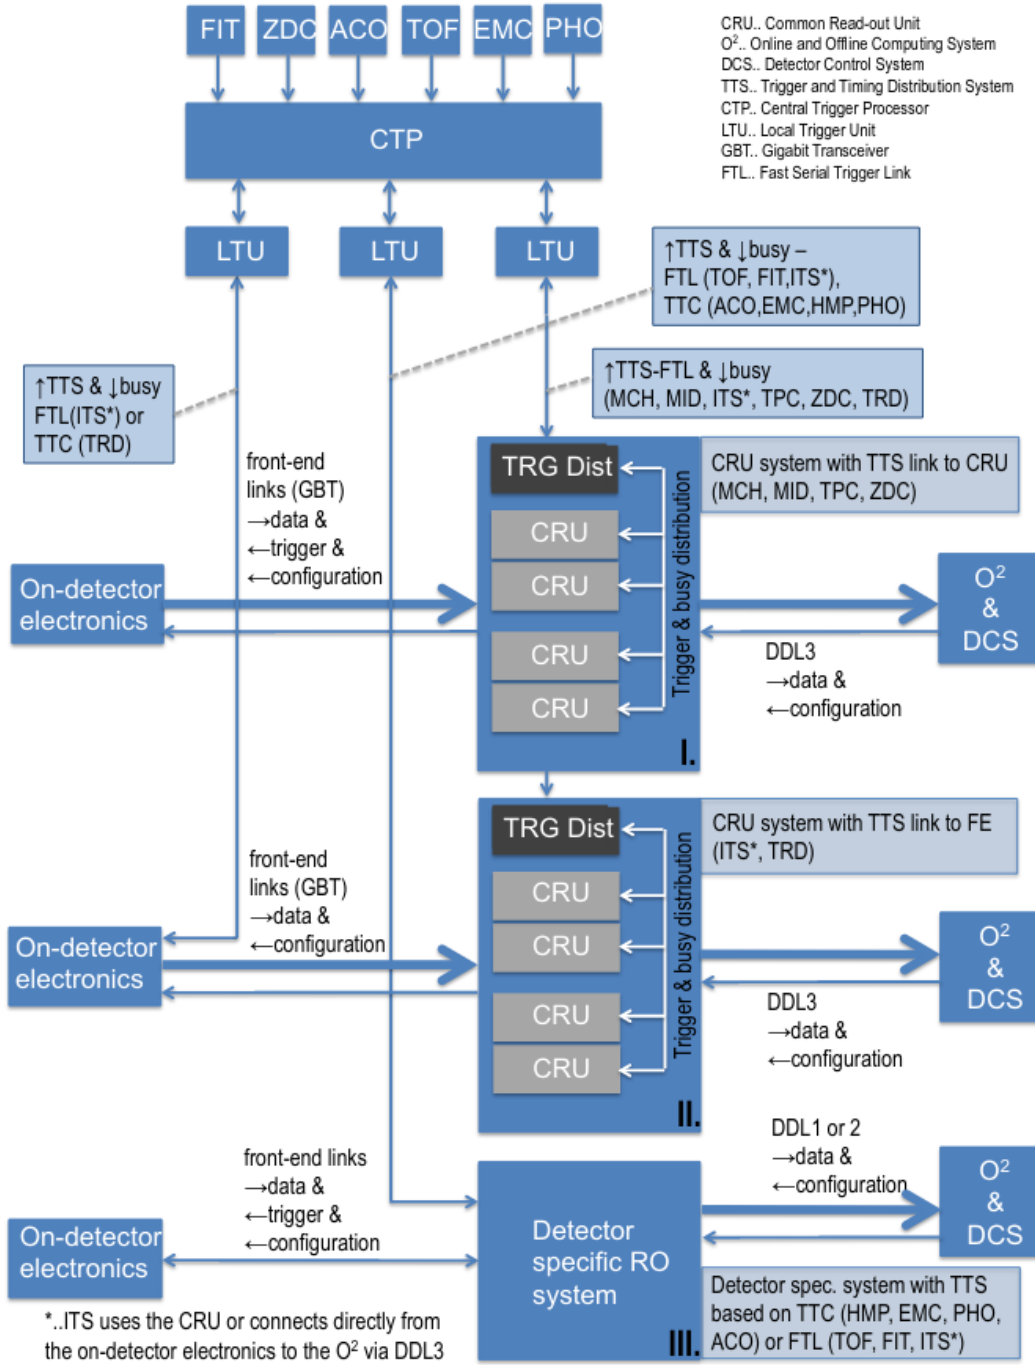 FIT
ZDC
ACO
TOF
EMC
PHO
CRU.. Common Read-out Unit
O².. Online and Offline Computing System
DCS.. Detector Control System
TTS.. Trigger and Timing Distribution System
CTP.. Central Trigger Processor
LTU.. Local Trigger Unit
GBT.. Gigabit Transceiver
FTL.. Fast Serial Trigger Link
CTP
LTU
LTU
LTU
↑TTS & ↓busy –
FTL (TOF, FIT,ITS*),
TTC (ACO,EMC,HMP,PHO)
↑TTS & ↓busy
FTL(ITS*) or
TTC (TRD)
↑TTS-FTL & ↓busy
(MCH, MID, ITS*, TPC, ZDC, TRD)
front-end
links (GBT)
→data &
←trigger &
←configuration
On-detector
electronics
TRG Dist
CRU
CRU
CRU
CRU
Trigger & busy distribution
I.
CRU system with TTS link to CRU
(MCH, MID, TPC, ZDC)
O²
&
DCS
DDL3
→data &
←configuration
front-end
links (GBT)
→data &
←configuration
On-detector
electronics
TRG Dist
CRU
CRU
CRU
CRU
Trigger & busy distribution
II.
CRU system with TTS link to FE
(ITS*, TRD)
O²
&
DCS
DDL3
→data &
←configuration
front-end links
→data &
←trigger &
←configuration
On-detector
electronics
Detector
specific RO
system
III.
DDL1 or 2
→data &
←configuration
O²
&
DCS
Detector spec. system with TTS
based on TTC (HMP, EMC, PHO,
ACO) or FTL (TOF, FIT, ITS*)
*..ITS uses the CRU or connects directly from
the on-detector electronics to the O² via DDL3